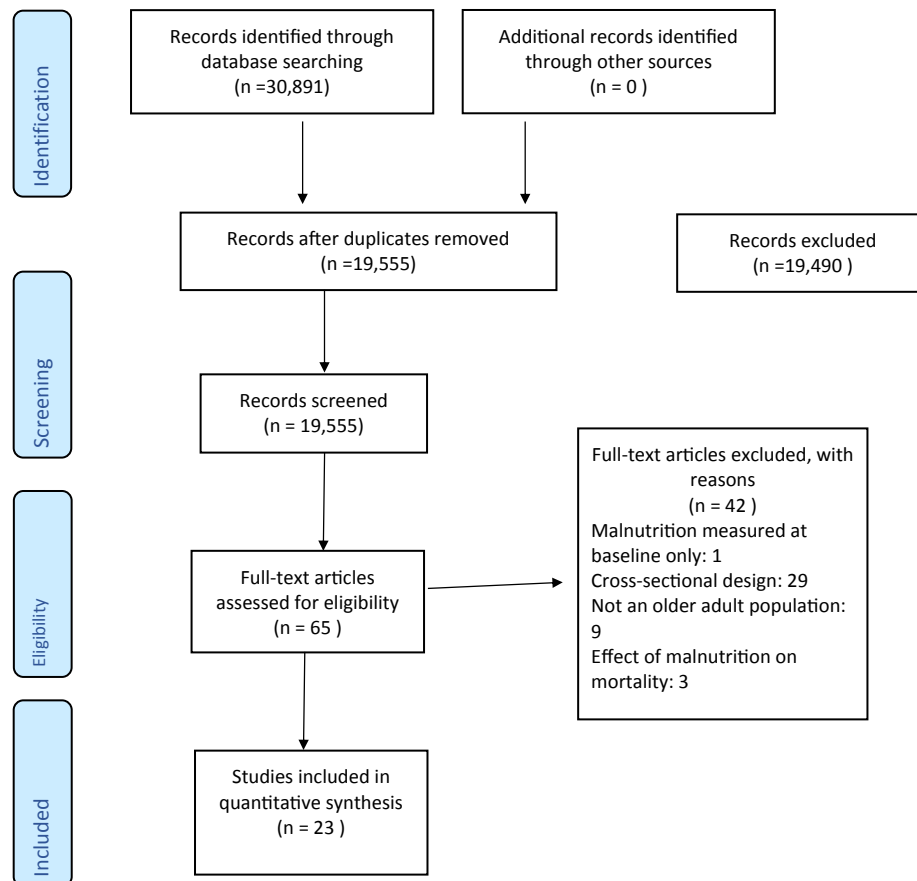 Identification
Records identified through
database searching
(n =30,891)
Additional records identified
through other sources
(n = 0 )
Records after duplicates removed
(n =19,555)
Records excluded
(n =19,490 )
Screening
Records screened
(n = 19,555)
Full-text articles excluded, with
reasons
(n = 42 )
Malnutrition measured at
baseline only: 1
Cross-sectional design: 29
Not an older adult population:
9
Effect of malnutrition on
mortality: 3
Eligibility
Full-text articles
assessed for eligibility
(n = 65 )
Included
Studies included in
quantitative synthesis
(n = 23 )